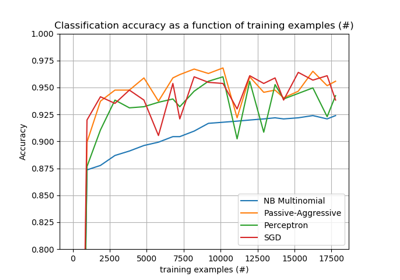 Classification accuracy as a function of training examples (#)
1.000
0.975
0.950
0.925
0.900
0.875
0.850
0.825
0.800
Accuracy
NB Multinomial
Passive-Aggressive
Perceptron
SGD
0 2500 5000 7500 10000 12500 15000 17500
training examples (#)